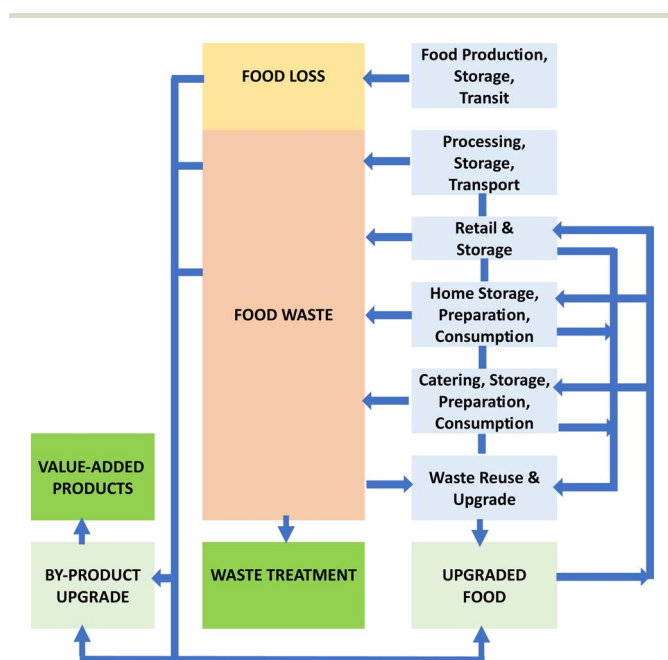 FOOD LOSS
Food Production,
Storage,
Transit
Processing,
Storage,
Transport
Retail &
Storage
FOOD WASTE
Home Storage,
Preparation,
Consumption
Catering, Storage,
Preparation,
Consumption
VALUE-ADDED
PRODUCTS
Waste Reuse &
Upgrade
BY-PRODUCT
UPGRADE
WASTE TREATMENT
UPGRADED
FOOD